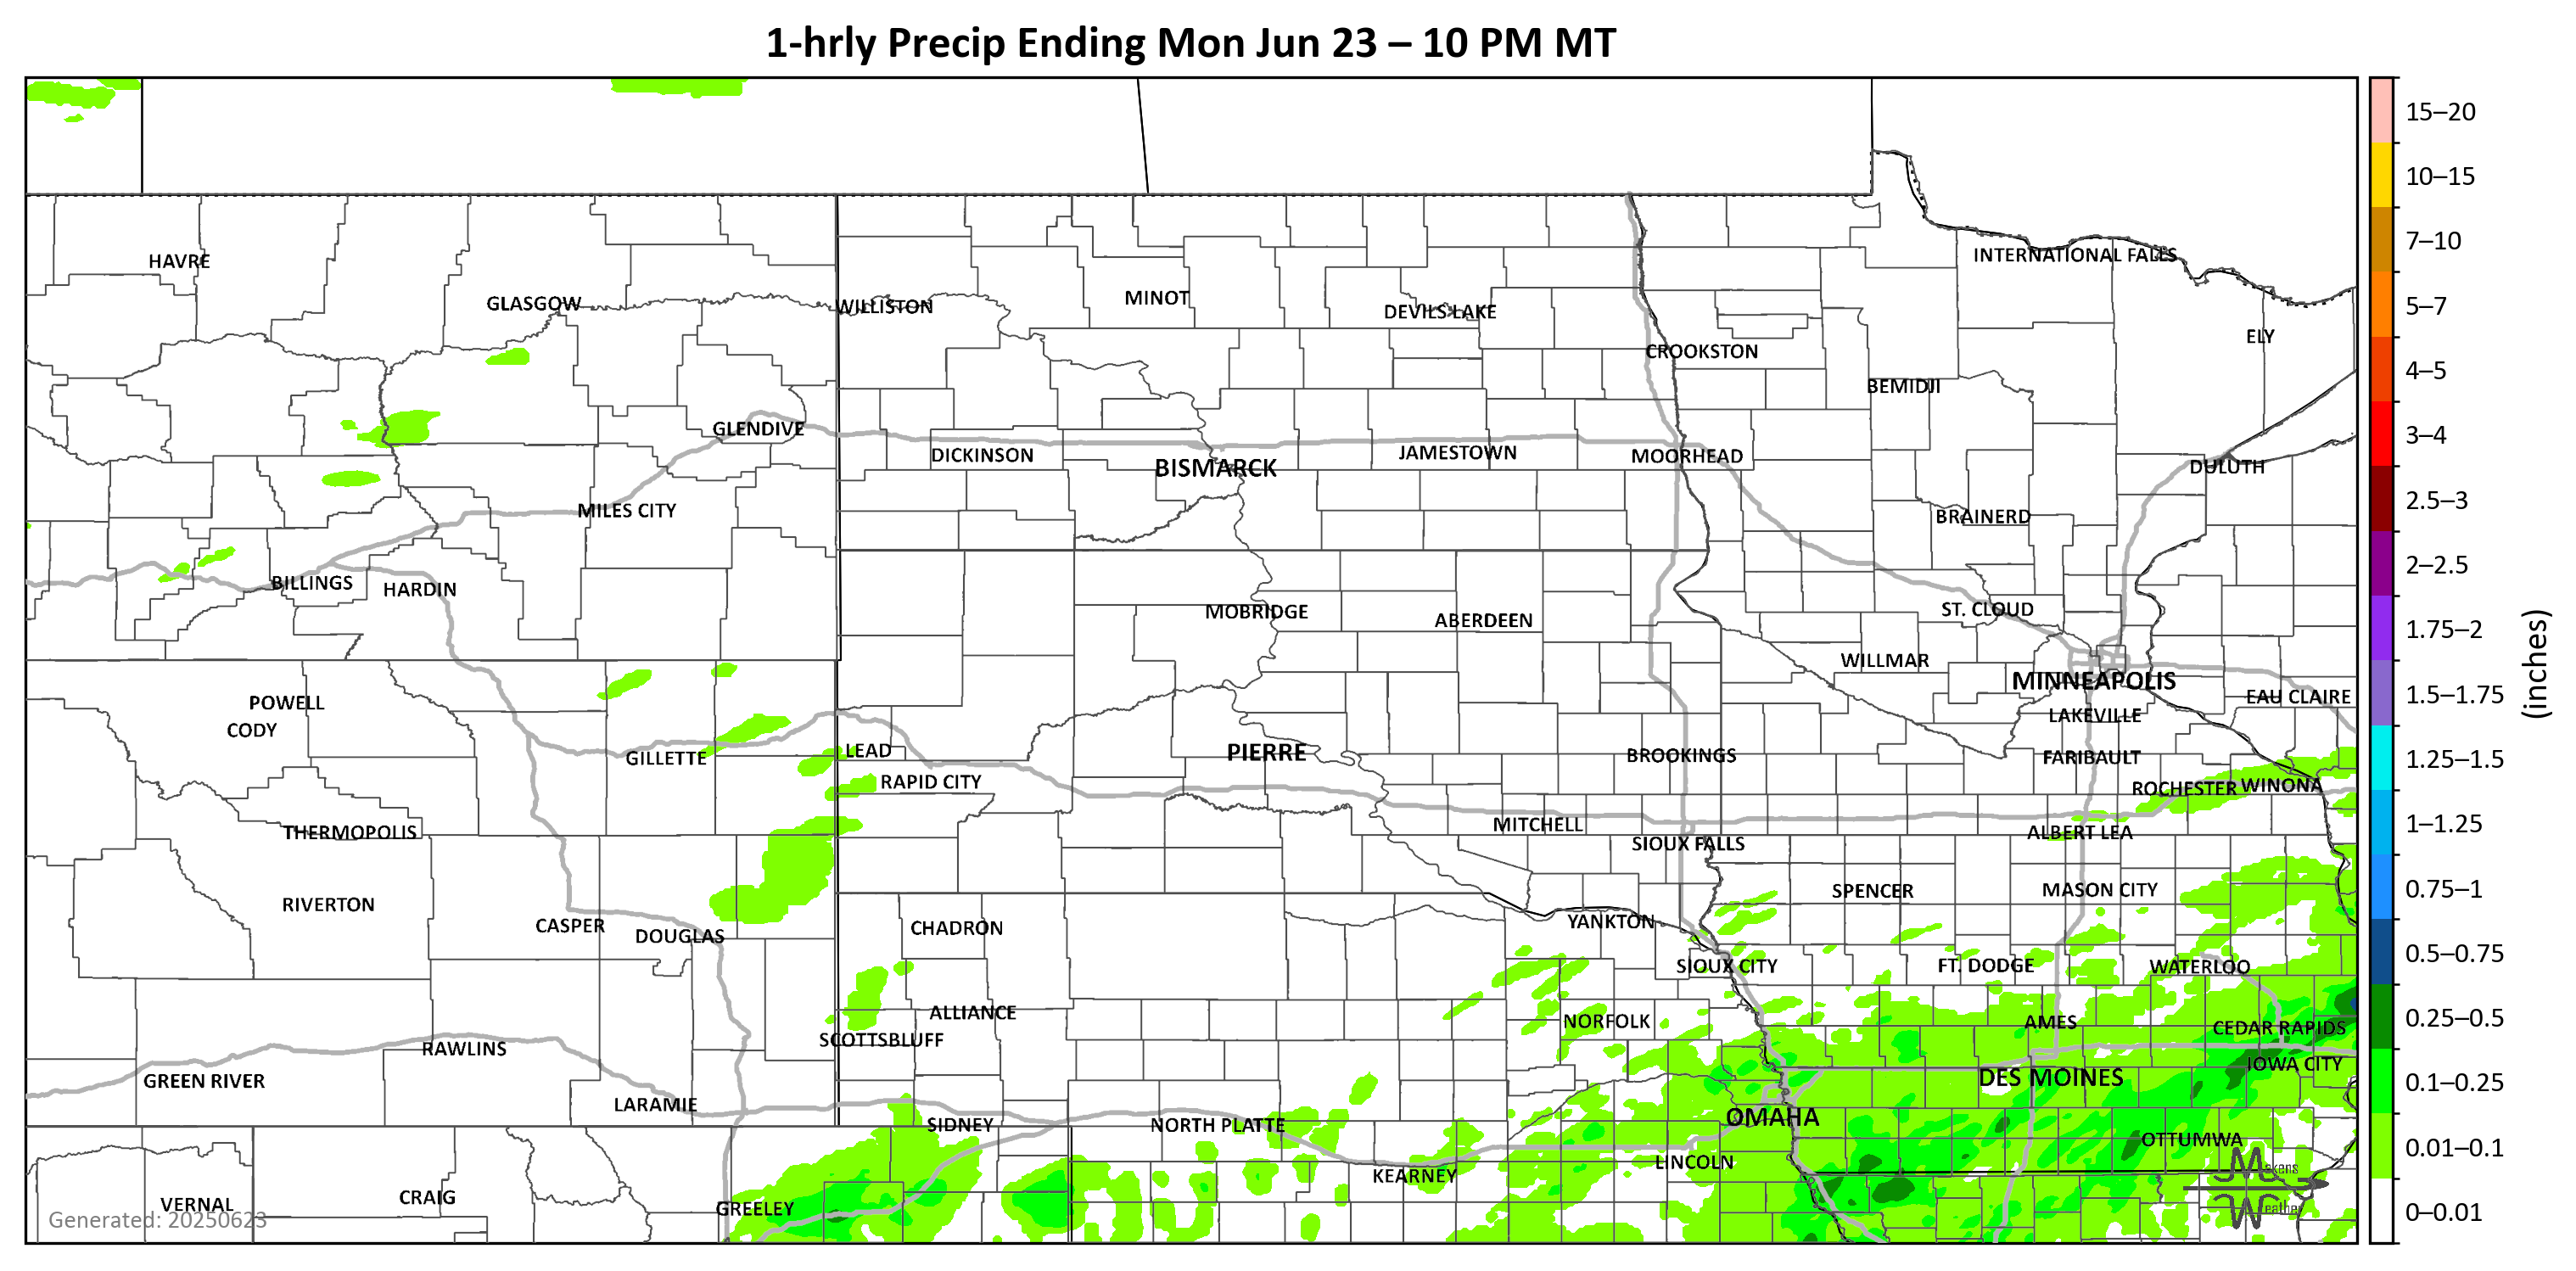 1-hrly Precip Ending Mon Jun 23 – 10 PM MT
15–20
10–15
7–10
5–7
4–5
3–4
2.5–3
2–2.5
1.75–2
1.5–1.75
1.25–1.5
1–1.25
0.75–1
0.5–0.75
0.25–0.5
0.1–0.25
0.01–0.1
0–0.01
(inches)
HAVRE
INTERNATIONAL FALLS
GLASGOW
WILLISTON
MINOT
DEVILS LAKE
ELY
CROOKSTON
BEMIDJI
GLENDIVE
DICKINSON
BISMARCK
JAMESTOWN
MOORHEAD
DULUTH
MILES CITY
BRAINERD
BILLINGS
HARDIN
MOBRIDGE
ABERDEEN
ST. CLOUD
WILLMAR
MINNEAPOLIS
EAU CLAIRE
POWELL
CODY
LAKEVILLE
GILLETTE
LEAD
PIERRE
BROOKINGS
FARIBAULT
RAPID CITY
ROCHESTER
WINONA
THERMOPOLIS
MITCHELL
ALBERT LEA
SIOUX FALLS
RIVERTON
SPENCER
MASON CITY
CASPER
DOUGLAS
CHADRON
YANKTON
SIOUX CITY
FT. DODGE
WATERLOO
ALLIANCE
NORFOLK
AMES
CEDAR RAPIDS
SCOTTSBLUFF
RAWLINS
IOWA CITY
GREEN RIVER
DES MOINES
LARAMIE
SIDNEY
NORTH PLATTE
OMAHA
OTTUMWA
KEARNEY
LINCOLN
VERNAL
CRAIG
GREELEY
Generated: 20250623
Mckens
Weather